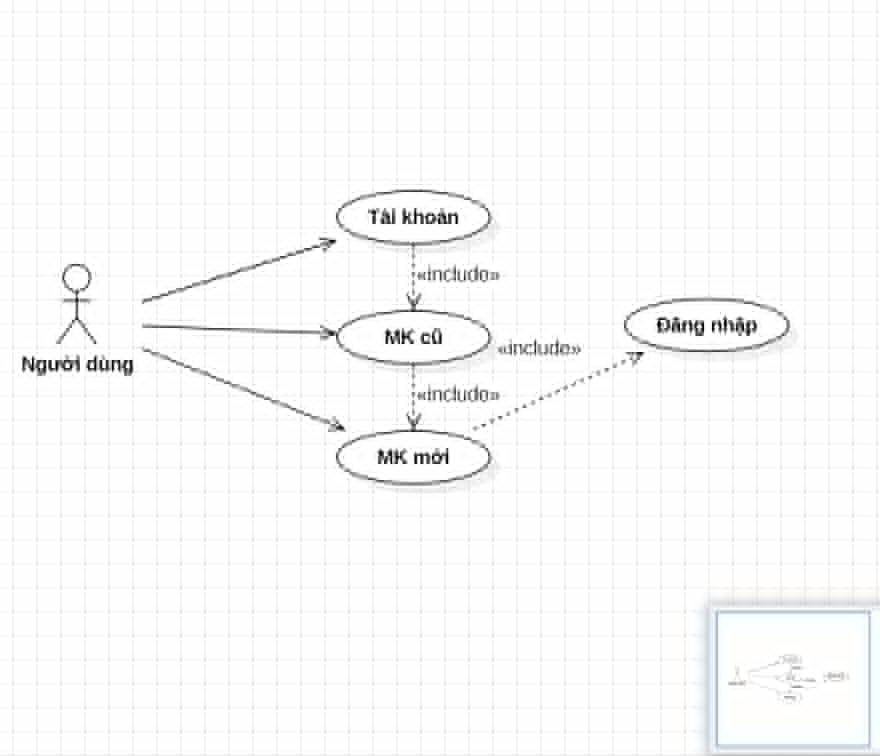 Tài khoản
«include»
Người dùng
MK cũ
«include»
Đăng nhập
«include»
MK mới